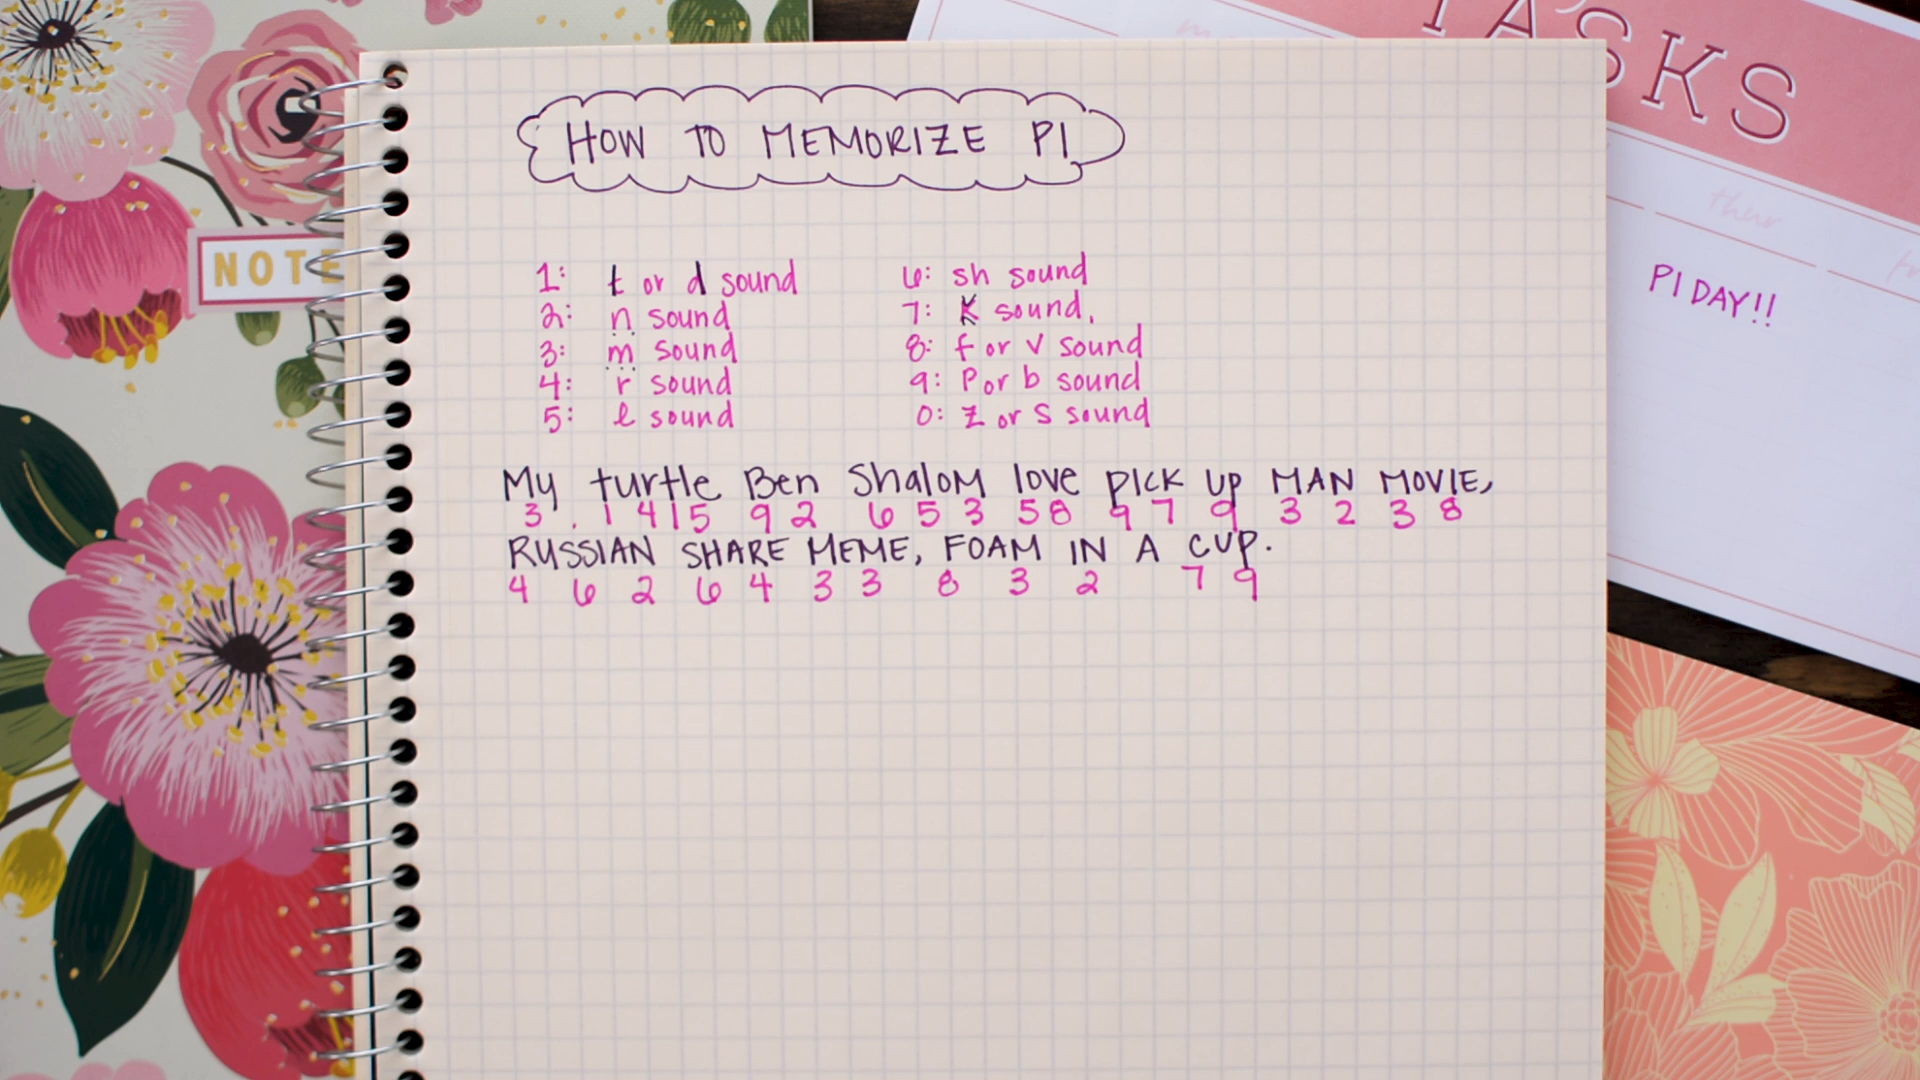 HOW TO MEMORIZE PI
1: t or d sound
2: n sound
3: m sound
4: r sound
5: l sound
6: sh sound
7: K sound.
8: f or v sound
9: P or b sound
0: Z or S sound
My turtle Ben Shalom love pick up MAN MOVIE,
3 . 1 4 1 5 9 2 6 5 3 5 8 9 7 9 3 2 3 8
RUSSIAN SHARE MEME, FOAM IN A CUP.
4 6 2 6 4 3 3 8 3 2 7 9
NOTE
TASKS
thur
PI DAY!!